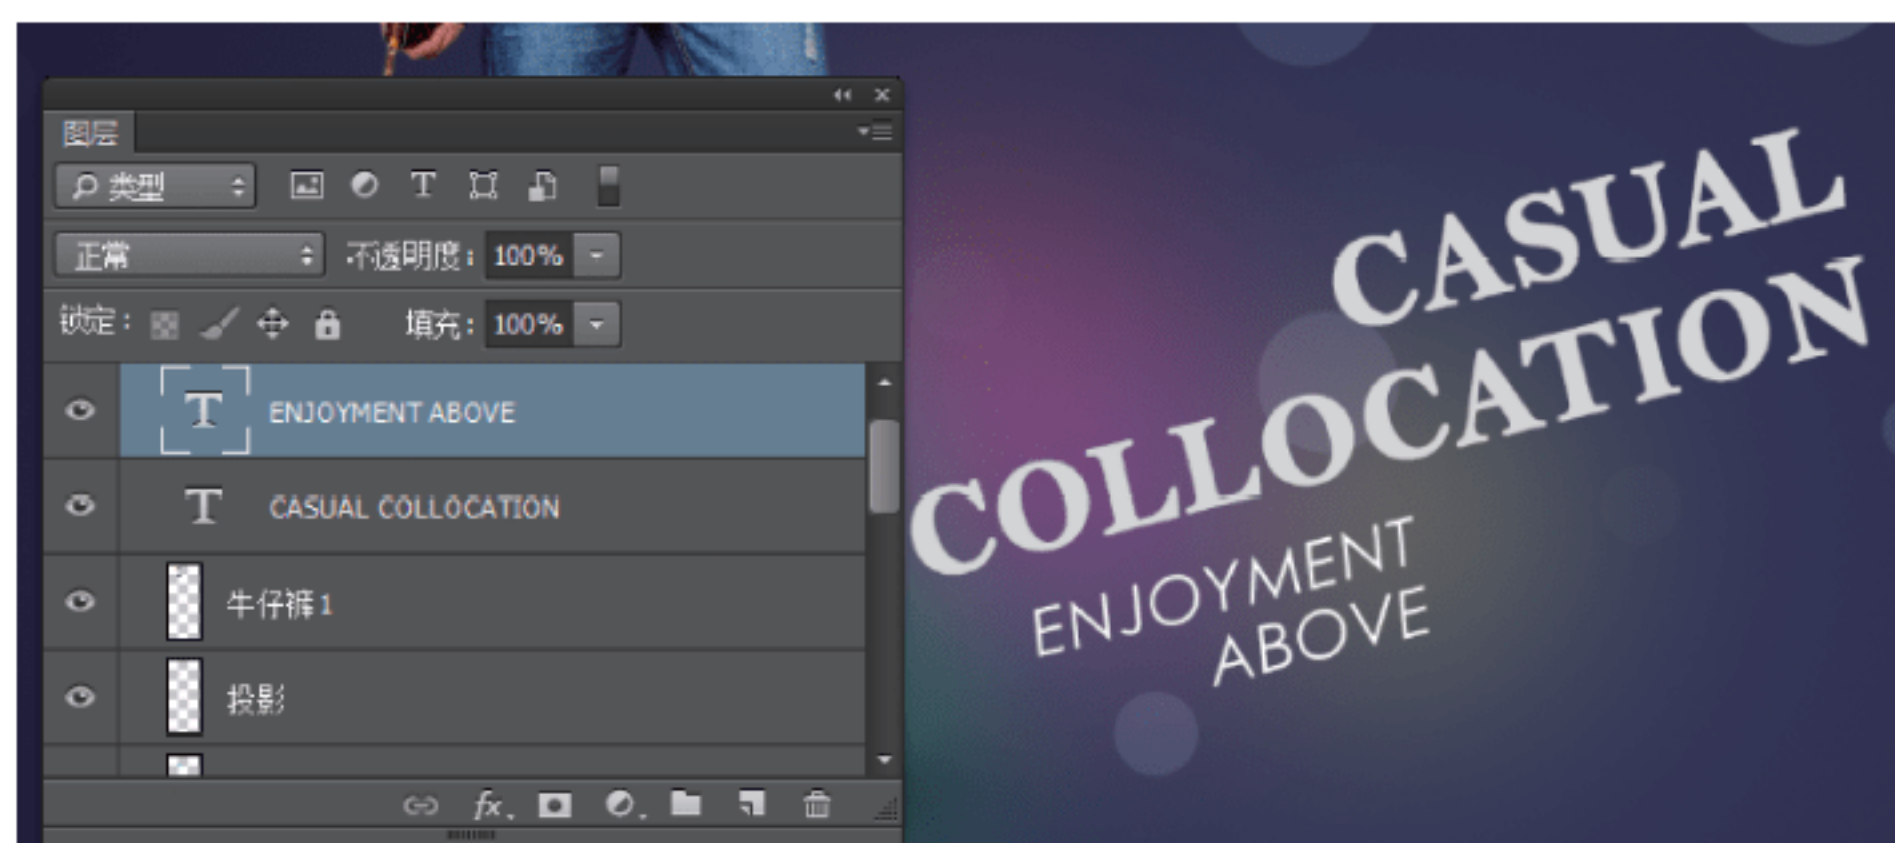 图层
类型
正常 不透明度: 100%
锁定: 填充: 100%
T ENJOYMENT ABOVE
T CASUAL COLLOCATION
牛仔裤 1
投影
fx.
CASUAL
COLLOCATION
ENJOYMENT
ABOVE